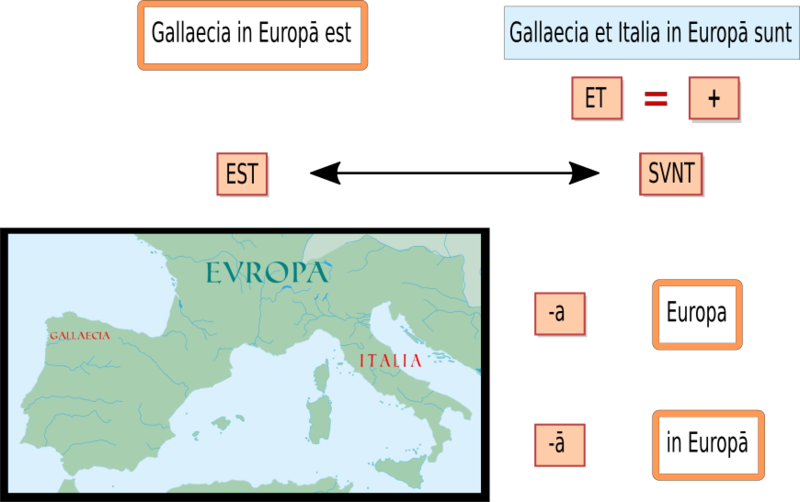 Gallaecia in Europā est
Gallaecia et Italia in Europā sunt
ET = +
EST
SVNT
EVROPA
GALLAECIA
ITALIA
-a
Europa
-ā
in Europā